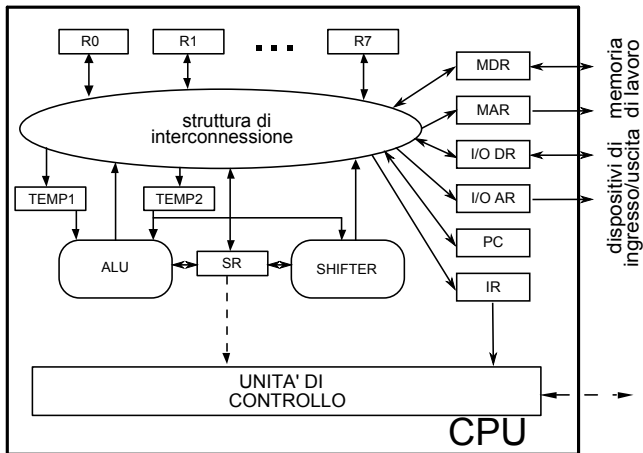 R0
R1
R7
MDR
MAR
I/O DR
I/O AR
PC
IR
struttura di
interconnessione
TEMP1
TEMP2
ALU
SR
SHIFTER
UNITA' DI
CONTROLLO
CPU
memoria
di lavoro
dispositivi di
ingresso/uscita